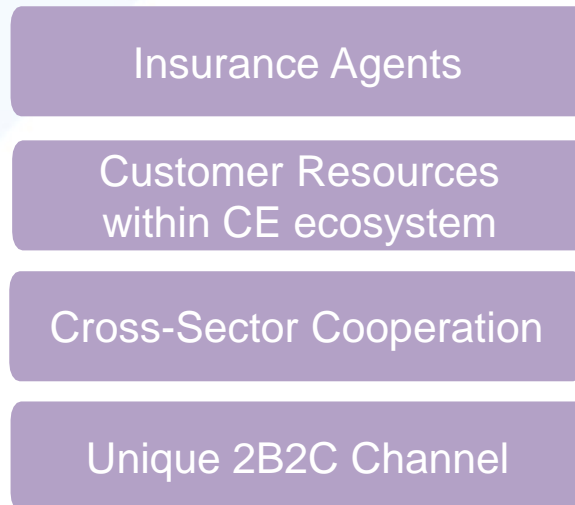 Insurance Agents
Customer Resources
within CE ecosystem
Cross-Sector Cooperation
Unique 2B2C Channel